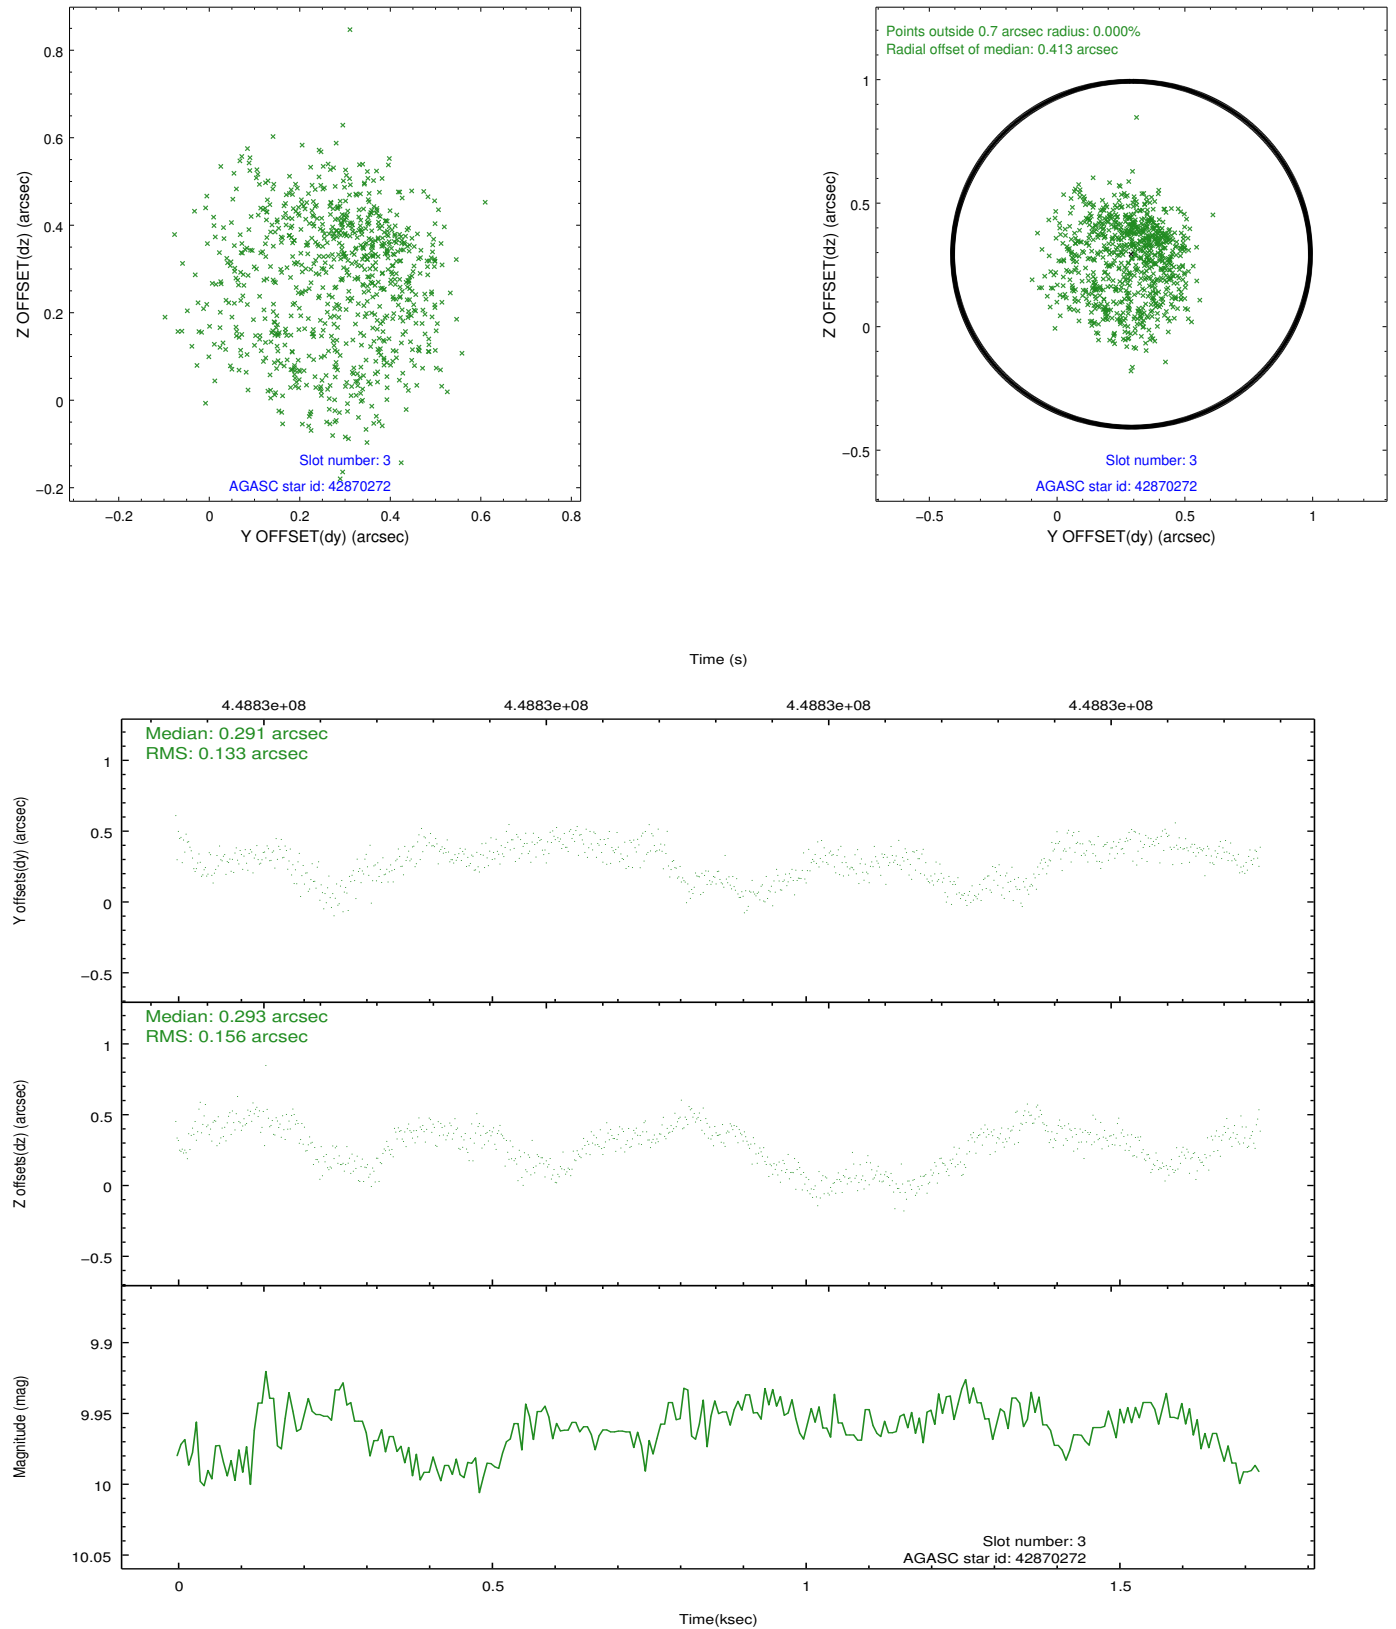 0.8
0.6
0.4
0.2
0
−0.2
Z OFFSET(dz) (arcsec)
Slot number: 3
AGASC star id: 42870272
−0.2 0 0.2 0.4 0.6 0.8
Y OFFSET(dy) (arcsec)
Points outside 0.7 arcsec radius: 0.000%
Radial offset of median: 0.413 arcsec
1
0.5
0
−0.5
Z OFFSET(dz) (arcsec)
Slot number: 3
AGASC star id: 42870272
−0.5 0 0.5 1
Y OFFSET(dy) (arcsec)
Time (s)
4.4883e+08 4.4883e+08 4.4883e+08 4.4883e+08
Median: 0.291 arcsec
RMS: 0.133 arcsec
1
0.5
0
−0.5
Y offsets(dy) (arcsec)
Median: 0.293 arcsec
RMS: 0.156 arcsec
1
0.5
0
−0.5
Z offsets(dz) (arcsec)
9.9
9.95
10
10.05
Magnitude (mag)
Slot number: 3
AGASC star id: 42870272
0 0.5 1 1.5
Time(ksec)